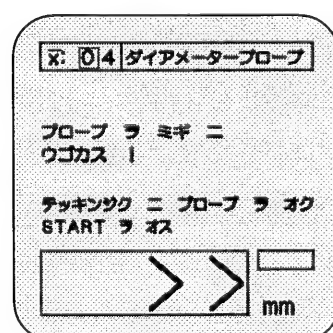 x: 04 ダイアメータープローブ
プローブ ヲ ミギ ニ
ウゴカス !
テッキンジク ニ プローブ ヲ オク
START ヲ オス
mm